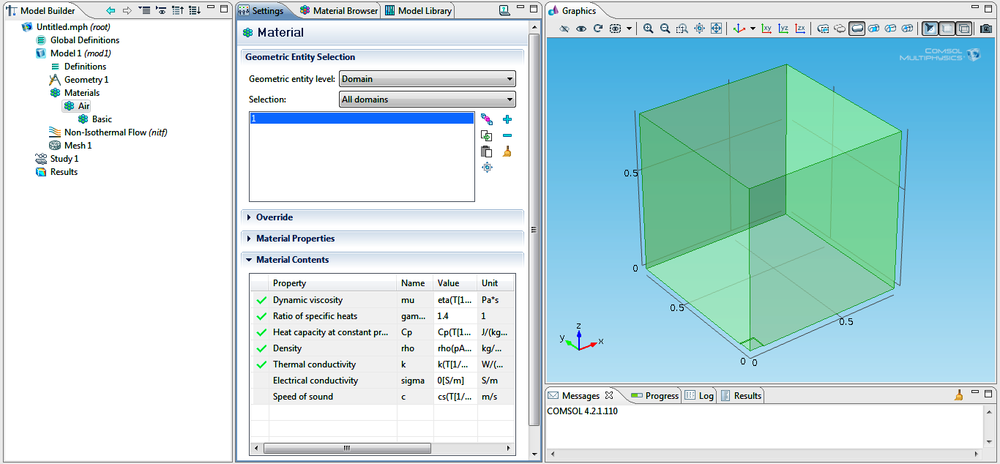 Model Builder
Untitled.mph (root)
Global Definitions
Model 1 (mod1)
Definitions
Geometry 1
Materials
Air
Basic
Non-Isothermal Flow (nitf)
Mesh 1
Study 1
Results
Settings Material Browser Model Library
Material
Geometric Entity Selection
Geometric entity level: Domain
Selection: All domains
1
Override
Material Properties
Material Contents
Property Name Value Unit
Dynamic viscosity mu eta(T[1... Pa*s
Ratio of specific heats gam... 1.4 1
Heat capacity at constant pr... Cp Cp(T[1... J/(kg...
Density rho rho(pA... kg/...
Thermal conductivity k k(T[1/... W/(...
Electrical conductivity sigma 0[S/m] S/m
Speed of sound c cs(T[1/... m/s
Graphics
xy yz zx
COMSOL
MULTIPHYSICS
0.5
0
0.5
0.5
0 0
z
y x
Messages Progress Log Results
COMSOL 4.2.1.110